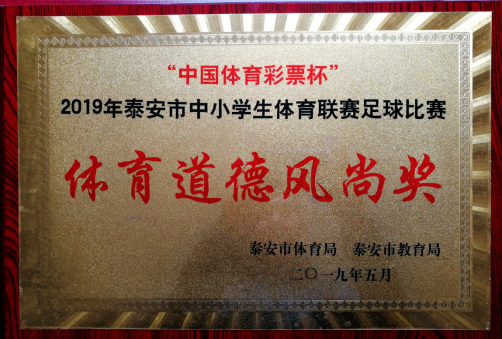 “中国体育彩票杯”
2019年泰安市中小学生体育联赛足球比赛
体育道德风尚奖
泰安市体育局 泰安市教育局
二〇一九年五月